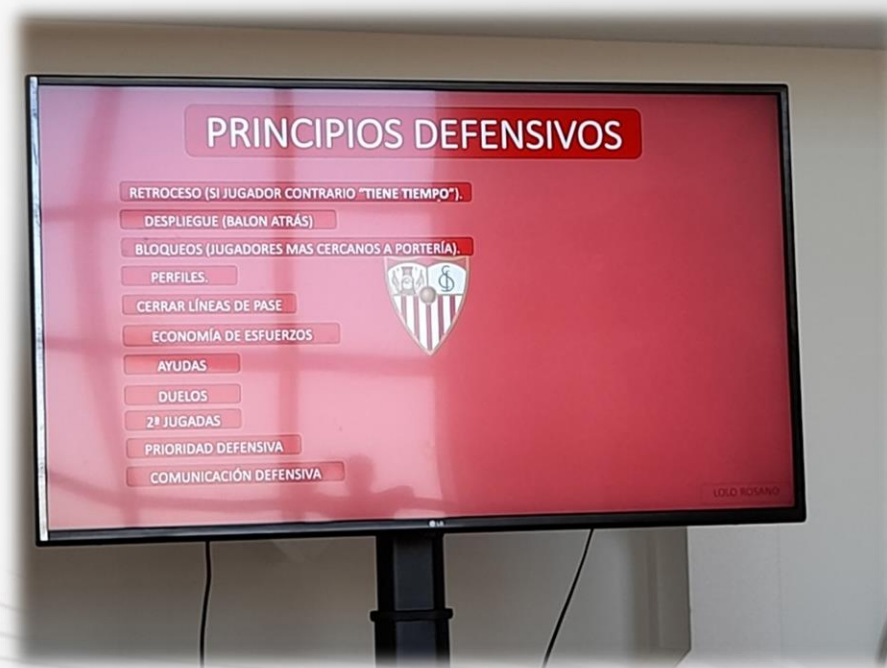 PRINCIPIOS DEFENSIVOS
RETROCESO (SI JUGADOR CONTRARIO “TIENE TIEMPO”).
DESPLIEGUE (BALON ATRÁS)
BLOQUEOS (JUGADORES MAS CERCANOS A PORTERÍA).
PERFILES.
CERRAR LÍNEAS DE PASE
ECONOMÍA DE ESFUERZOS
AYUDAS
DUELOS
2ª JUGADAS
PRIORIDAD DEFENSIVA
COMUNICACIÓN DEFENSIVA
LOLO ROSANO
LG